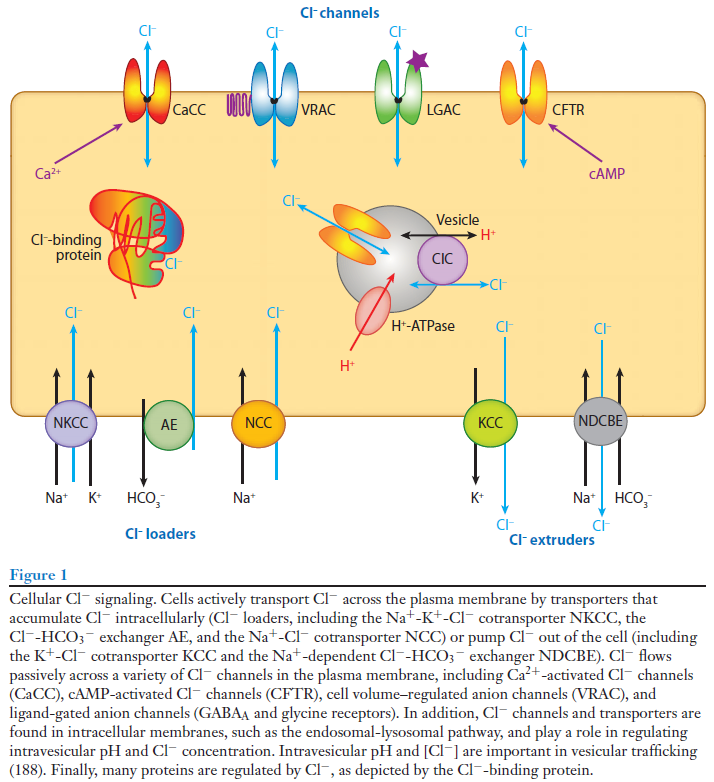 Cl⁻ channels
Cl⁻ Cl⁻ Cl⁻ Cl⁻
CaCC VRAC LGAC CFTR
Ca²⁺ cAMP
Cl⁻-binding
protein
Cl⁻
Cl⁻
Vesicle
H⁺
ClC
Cl⁻
H⁺-ATPase
H⁺
Cl⁻ Cl⁻ Cl⁻ Cl⁻ Cl⁻
NKCC AE NCC KCC NDCBE
Na⁺ K⁺ HCO₃⁻ Na⁺ K⁺ Na⁺ HCO₃⁻
Cl⁻ Cl⁻
Cl⁻ loaders Cl⁻ extruders
Figure 1
Cellular Cl⁻ signaling. Cells actively transport Cl⁻ across the plasma membrane by transporters that
accumulate Cl⁻ intracellularly (Cl⁻ loaders, including the Na⁺-K⁺-Cl⁻ cotransporter NKCC, the
Cl⁻-HCO₃⁻ exchanger AE, and the Na⁺-Cl⁻ cotransporter NCC) or pump Cl⁻ out of the cell (including
the K⁺-Cl⁻ cotransporter KCC and the Na⁺-dependent Cl⁻-HCO₃⁻ exchanger NDCBE). Cl⁻ flows
passively across a variety of Cl⁻ channels in the plasma membrane, including Ca²⁺-activated Cl⁻ channels
(CaCC), cAMP-activated Cl⁻ channels (CFTR), cell volume–regulated anion channels (VRAC), and
ligand-gated anion channels (GABA_A and glycine receptors). In addition, Cl⁻ channels and transporters are
found in intracellular membranes, such as the endosomal-lysosomal pathway, and play a role in regulating
intravesicular pH and Cl⁻ concentration. Intravesicular pH and [Cl⁻] are important in vesicular trafficking
(188). Finally, many proteins are regulated by Cl⁻, as depicted by the Cl⁻-binding protein.